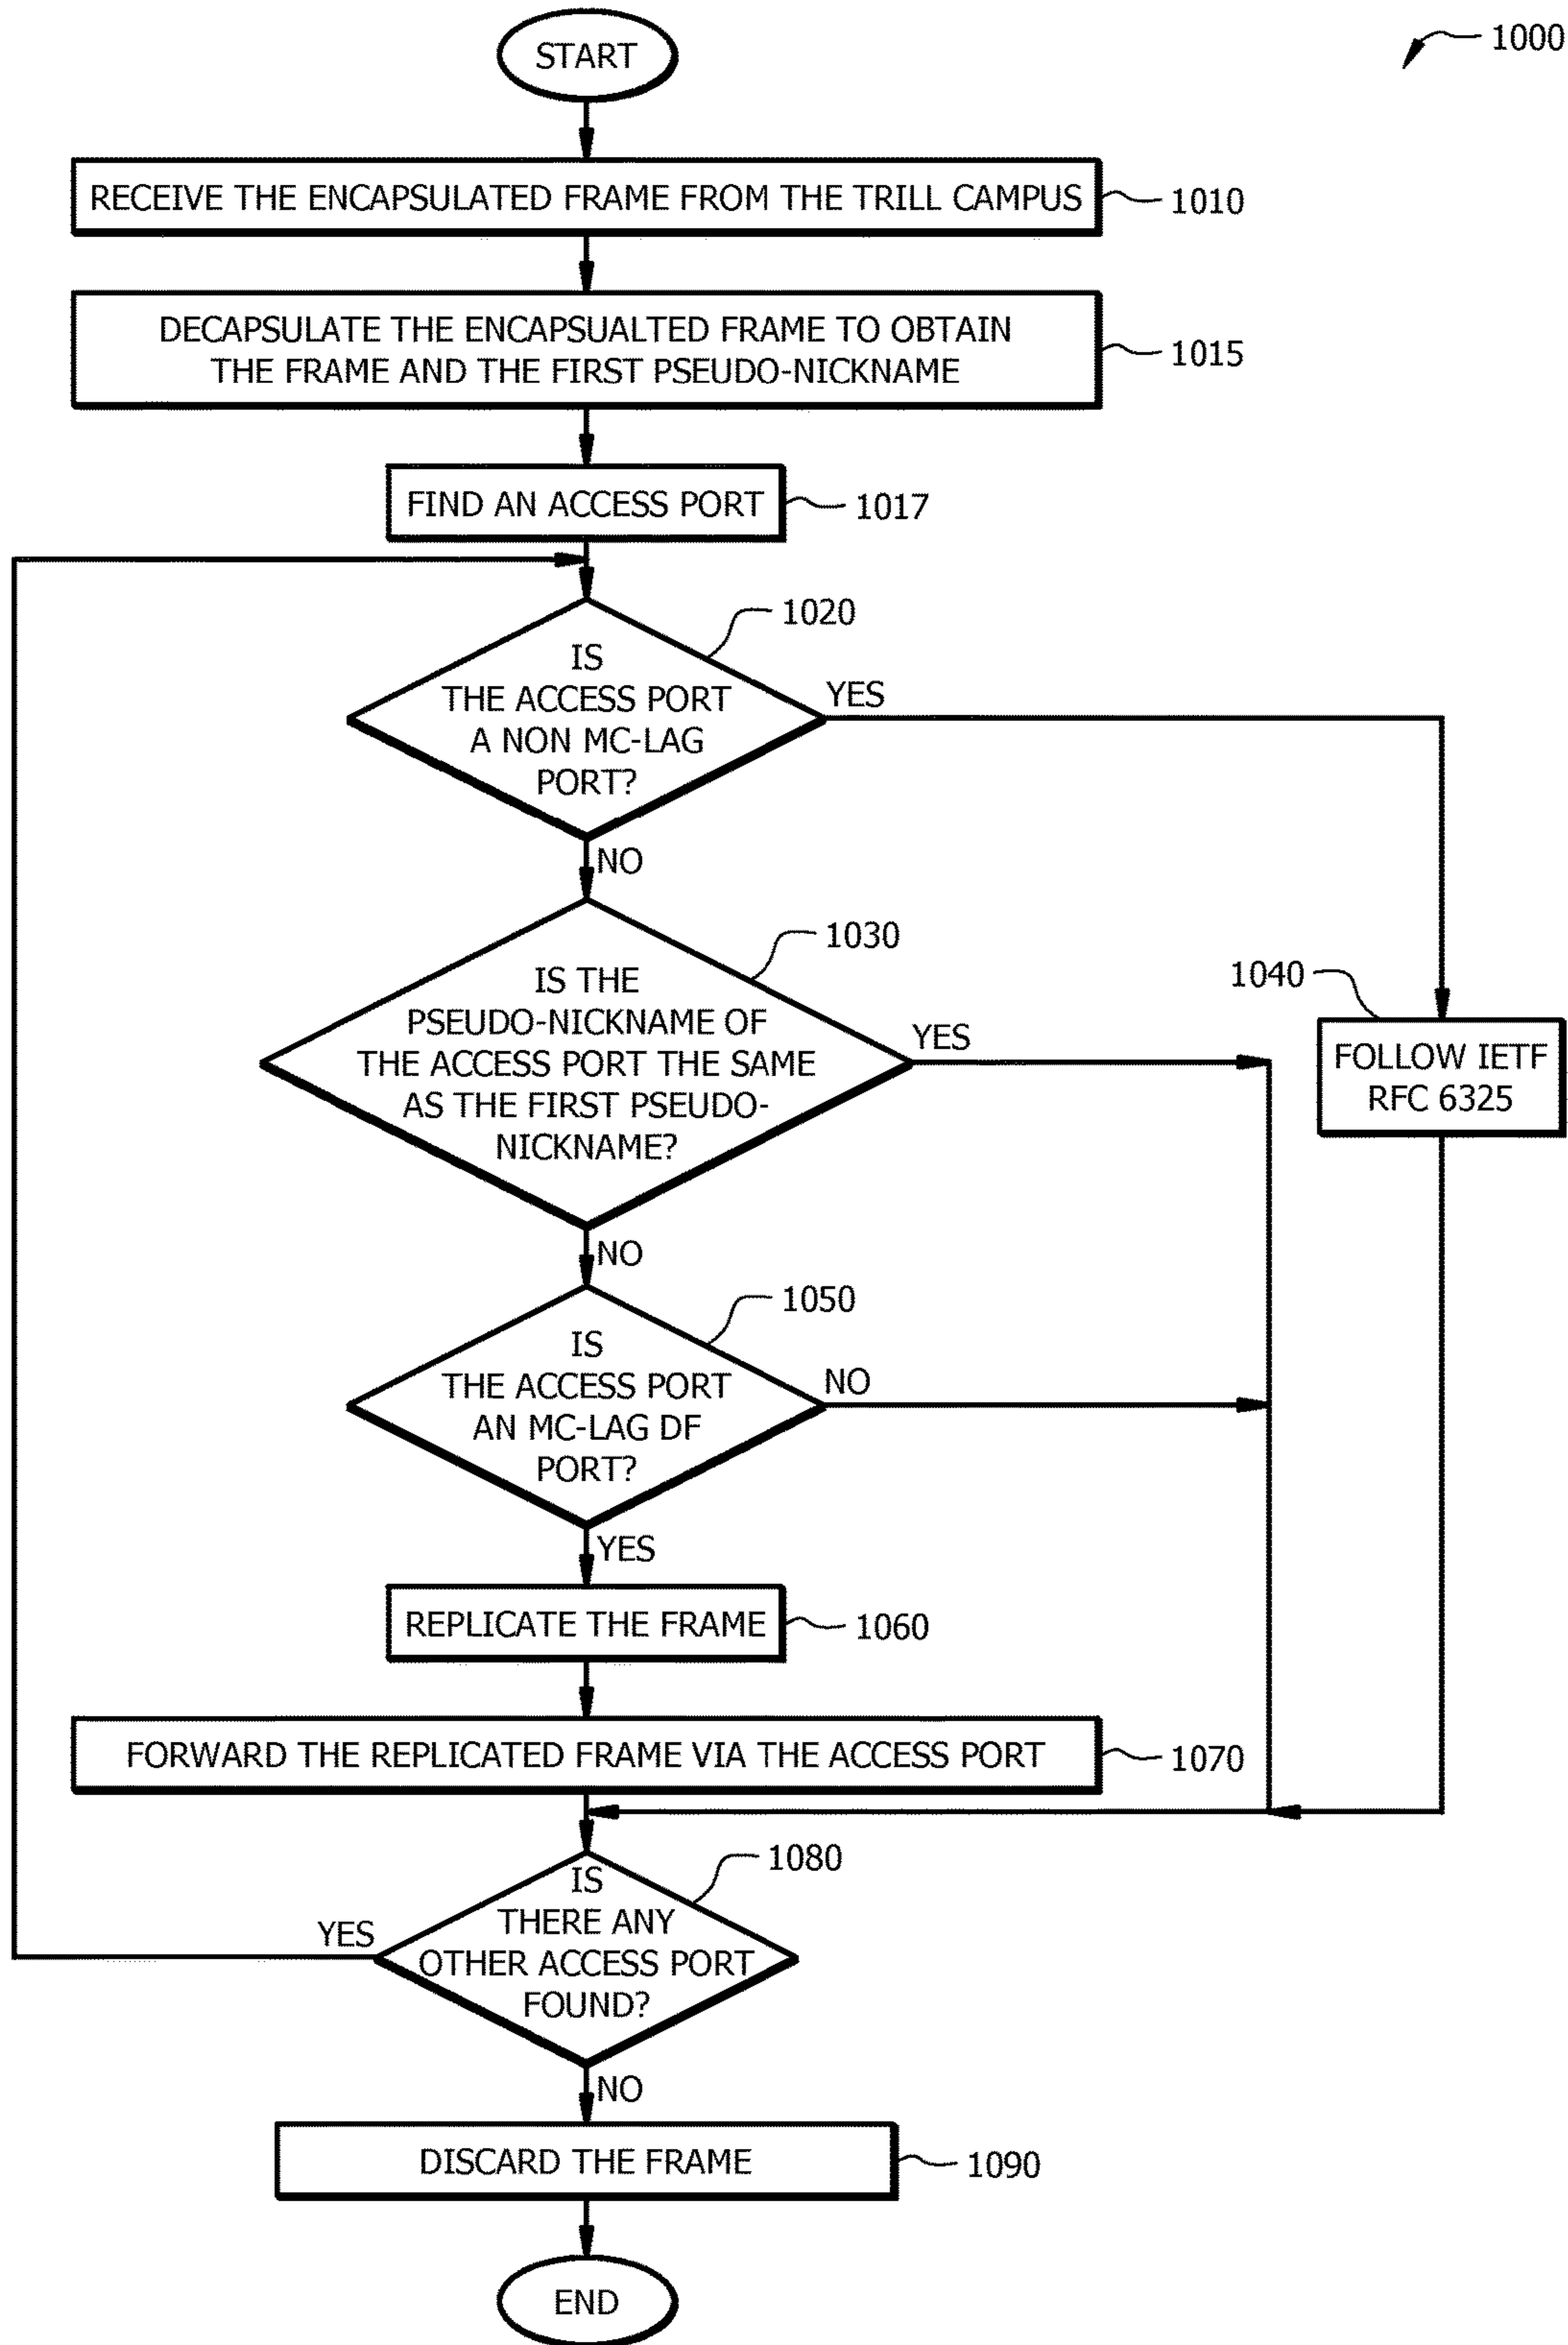 START
1000
RECEIVE THE ENCAPSULATED FRAME FROM THE TRILL CAMPUS
1010
DECAPSULATE THE ENCAPSUALTED FRAME TO OBTAIN
THE FRAME AND THE FIRST PSEUDO-NICKNAME
1015
FIND AN ACCESS PORT
1017
1020
IS
THE ACCESS PORT
A NON MC-LAG
PORT?
YES
NO
1030
IS THE
PSEUDO-NICKNAME OF
THE ACCESS PORT THE SAME
AS THE FIRST PSEUDO-
NICKNAME?
YES
1040
FOLLOW IETF
RFC 6325
NO
1050
IS
THE ACCESS PORT
AN MC-LAG DF
PORT?
NO
YES
REPLICATE THE FRAME
1060
FORWARD THE REPLICATED FRAME VIA THE ACCESS PORT
1070
1080
IS
THERE ANY
OTHER ACCESS PORT
FOUND?
YES
NO
DISCARD THE FRAME
1090
END